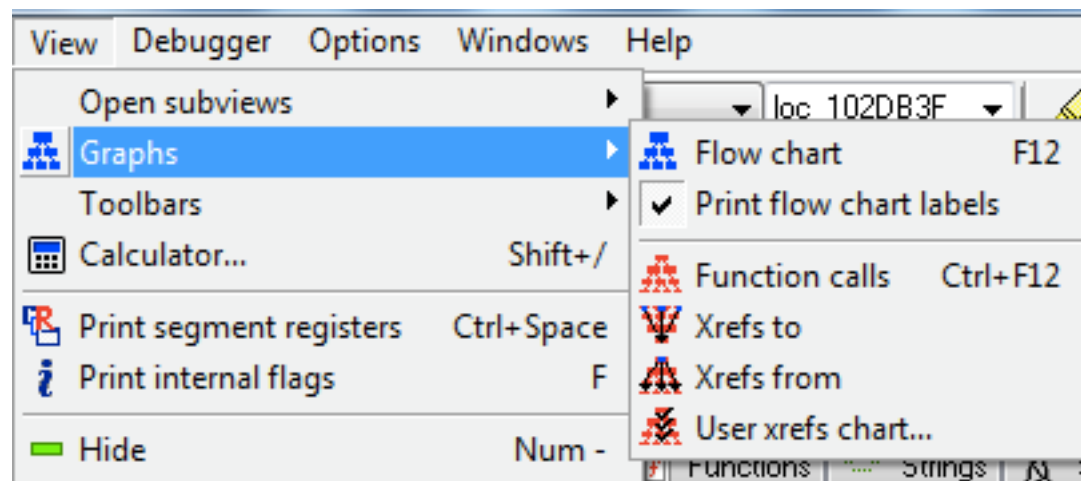 View Debugger Options Windows Help
Open subviews
loc_102DB3F
Graphs
Flow chart F12
Toolbars
Print flow chart labels
Calculator... Shift+/
Function calls Ctrl+F12
Print segment registers Ctrl+Space
Xrefs to
Print internal flags F
Xrefs from
User xrefs chart...
Hide Num -
Functions Strings